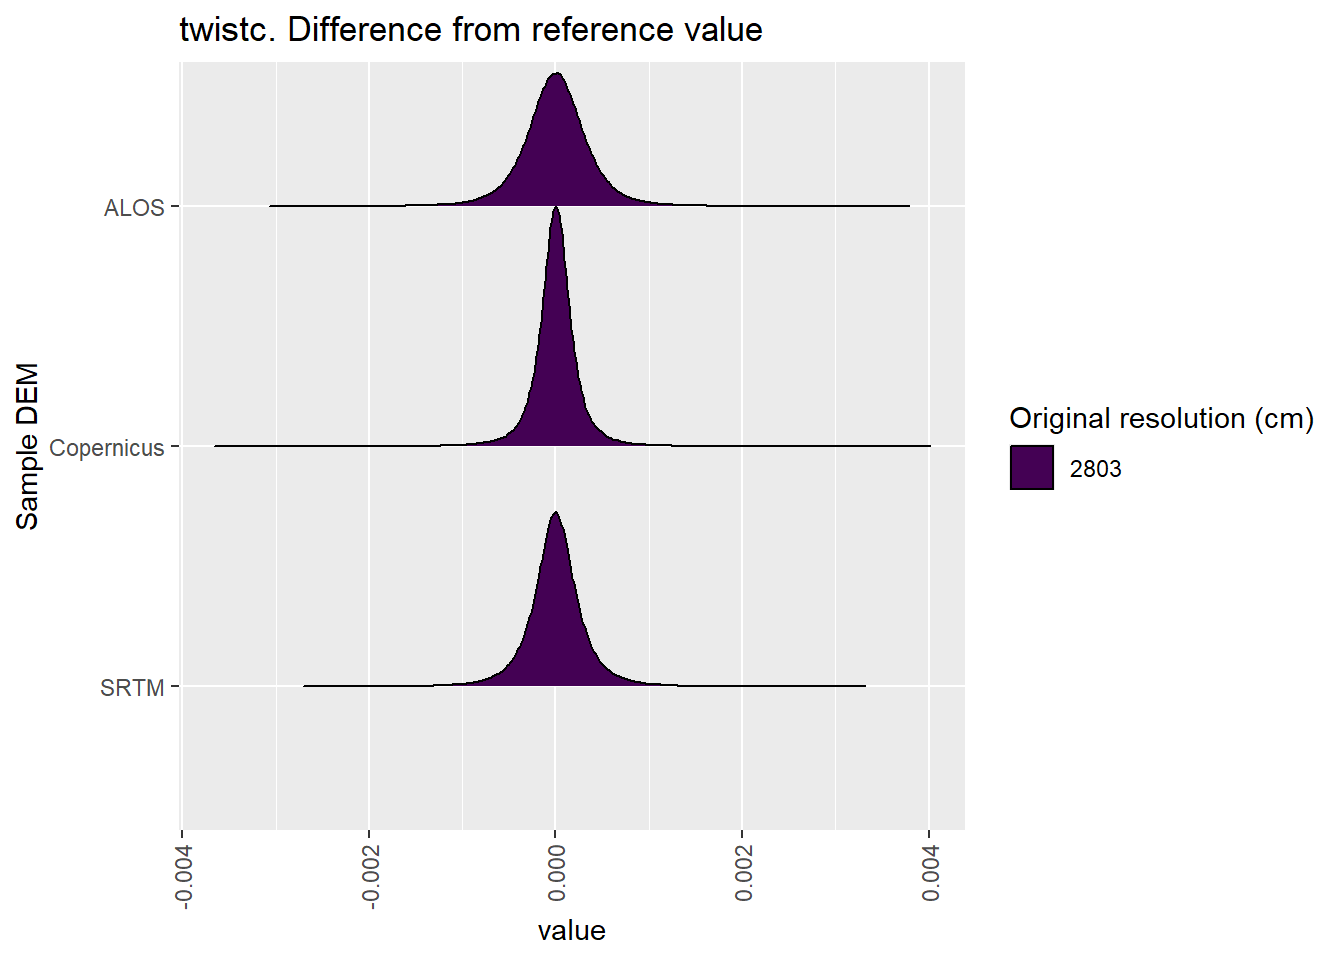 twistc. Difference from reference value
ALOS
Copernicus
SRTM
Sample DEM
-0.004
-0.002
0.000
0.002
0.004
value
Original resolution (cm)
2803